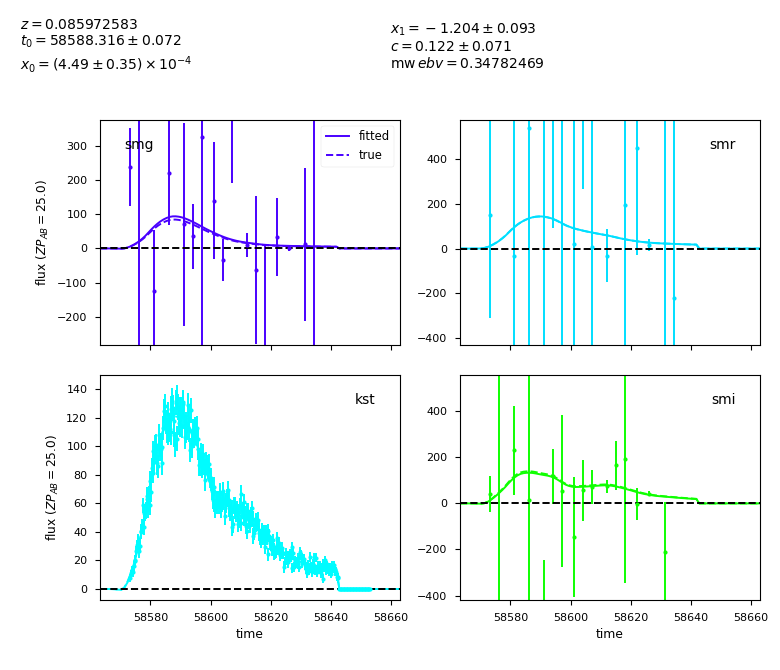 z = 0.085972583
t₀ = 58588.316 ± 0.072
x₀ = (4.49 ± 0.35) × 10⁻⁴
x₁ = −1.204 ± 0.093
c = 0.122 ± 0.071
mw ebv = 0.34782469
smg
fitted
true
300
200
100
0
−100
−200
flux (ZP_AB = 25.0)
smr
400
200
0
−200
−400
kst
140
120
100
80
60
40
20
0
flux (ZP_AB = 25.0)
58580 58600 58620 58640 58660
time
smi
400
200
0
−200
−400
58580 58600 58620 58640 58660
time